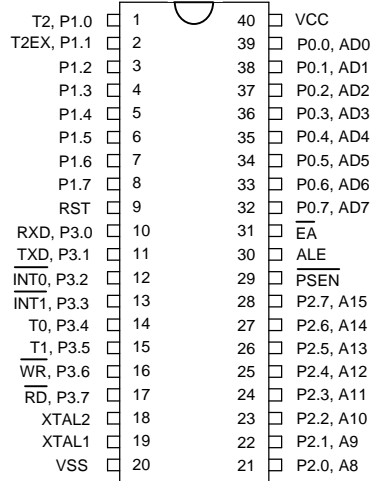 T2, P1.0 1 40 VCC
T2EX, P1.1 2 39 P0.0, AD0
P1.2 3 38 P0.1, AD1
P1.3 4 37 P0.2, AD2
P1.4 5 36 P0.3, AD3
P1.5 6 35 P0.4, AD4
P1.6 7 34 P0.5, AD5
P1.7 8 33 P0.6, AD6
RST 9 32 P0.7, AD7
RXD, P3.0 10 31 EA
TXD, P3.1 11 30 ALE
INT0, P3.2 12 29 PSEN
INT1, P3.3 13 28 P2.7, A15
T0, P3.4 14 27 P2.6, A14
T1, P3.5 15 26 P2.5, A13
WR, P3.6 16 25 P2.4, A12
RD, P3.7 17 24 P2.3, A11
XTAL2 18 23 P2.2, A10
XTAL1 19 22 P2.1, A9
VSS 20 21 P2.0, A8